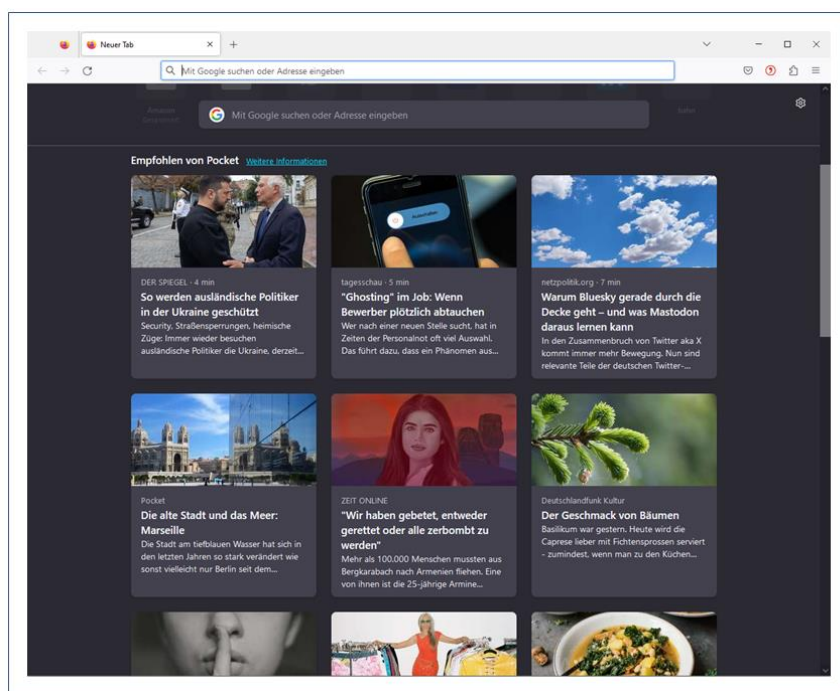 Neuer Tab
Mit Google suchen oder Adresse eingeben
Amazon
Mit Google suchen oder Adresse eingeben
Empfohlen von Pocket Weitere Informationen
DER SPIEGEL · 4 min
So werden ausländische Politiker
in der Ukraine geschützt
Security, Straßensperrungen, heimische
Züge: Immer wieder besuchen
ausländische Politiker die Ukraine, derzeit...
Ausschalten
tagesschau · 5 min
"Ghosting" im Job: Wenn
Bewerber plötzlich abtauchen
Wer nach einer neuen Stelle sucht, hat in
Zeiten der Personalnot oft viel Auswahl.
Das führt dazu, dass ein Phänomen aus...
netzpolitik.org · 7 min
Warum Bluesky gerade durch die
Decke geht – und was Mastodon
daraus lernen kann
In den Zusammenbruch von Twitter aka X
kommt immer mehr Bewegung. Nun sind
relevante Teile der deutschen Twitter-...
Pocket
Die alte Stadt und das Meer:
Marseille
Die Stadt am tiefblauen Wasser hat sich in
den letzten Jahren so stark verändert wie
sonst vielleicht nur Berlin seit dem...
ZEIT ONLINE
"Wir haben gebetet, entweder
gerettet oder alle zerbombt zu
werden"
Mehr als 100.000 Menschen mussten aus
Bergkarabach nach Armenien fliehen. Eine
von ihnen ist die 25-jährige Armine...
Deutschlandfunk Kultur
Der Geschmack von Bäumen
Basilikum war gestern. Heute wird die
Caprese lieber mit Fichtensprossen serviert
- zumindest, wenn man zu den Küchen...